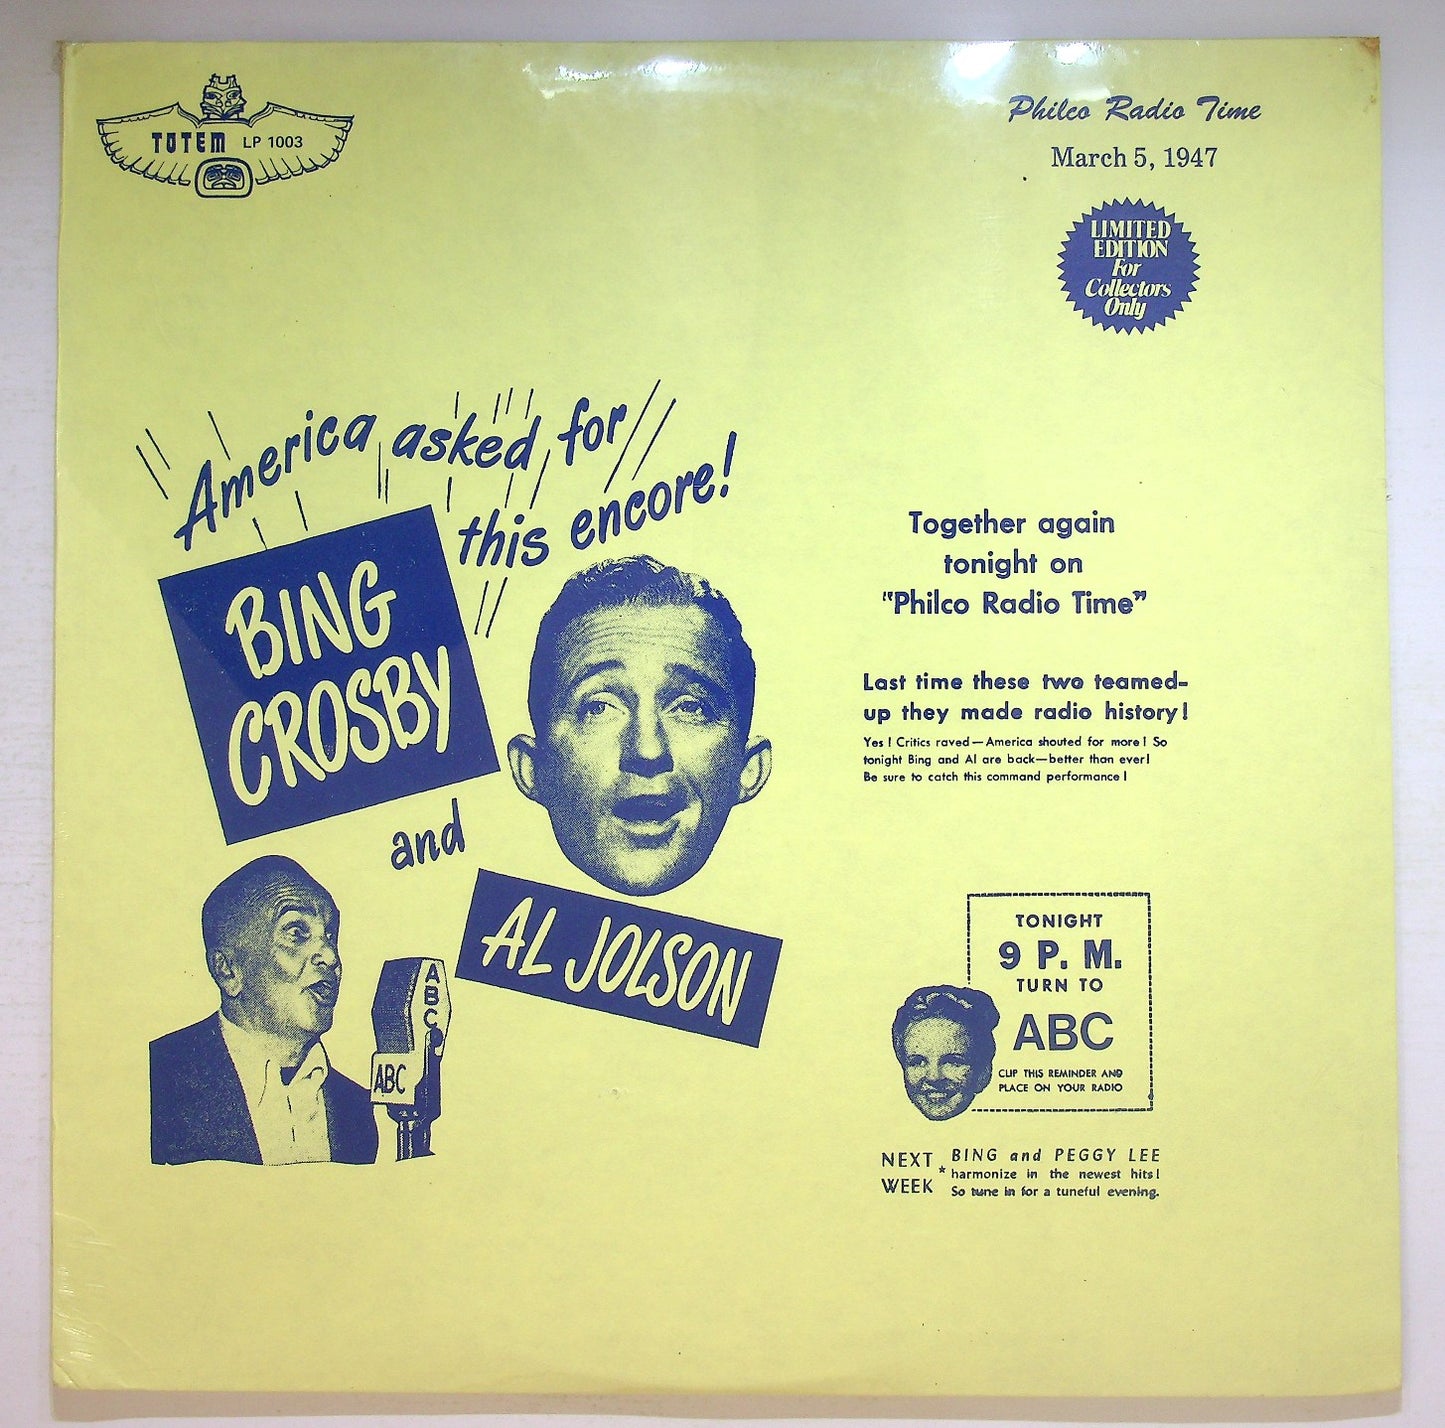 TOTEM LP 1003
Philco Radio Time
March 5, 1947
LIMITED
EDITION
For
Collectors
Only
America asked for
this encore!
BING
CROSBY
and
AL JOLSON
A
B
C
ABC
Together again
tonight on
"Philco Radio Time"
Last time these two teamed-
up they made radio history!
Yes! Critics raved—America shouted for more! So
tonight Bing and Al are back—better than ever!
Be sure to catch this command performance!
TONIGHT
9 P. M.
TURN TO
ABC
CLIP THIS REMINDER AND
PLACE ON YOUR RADIO
NEXT
WEEK
* BING and PEGGY LEE
harmonize in the newest hits!
So tune in for a tuneful evening.